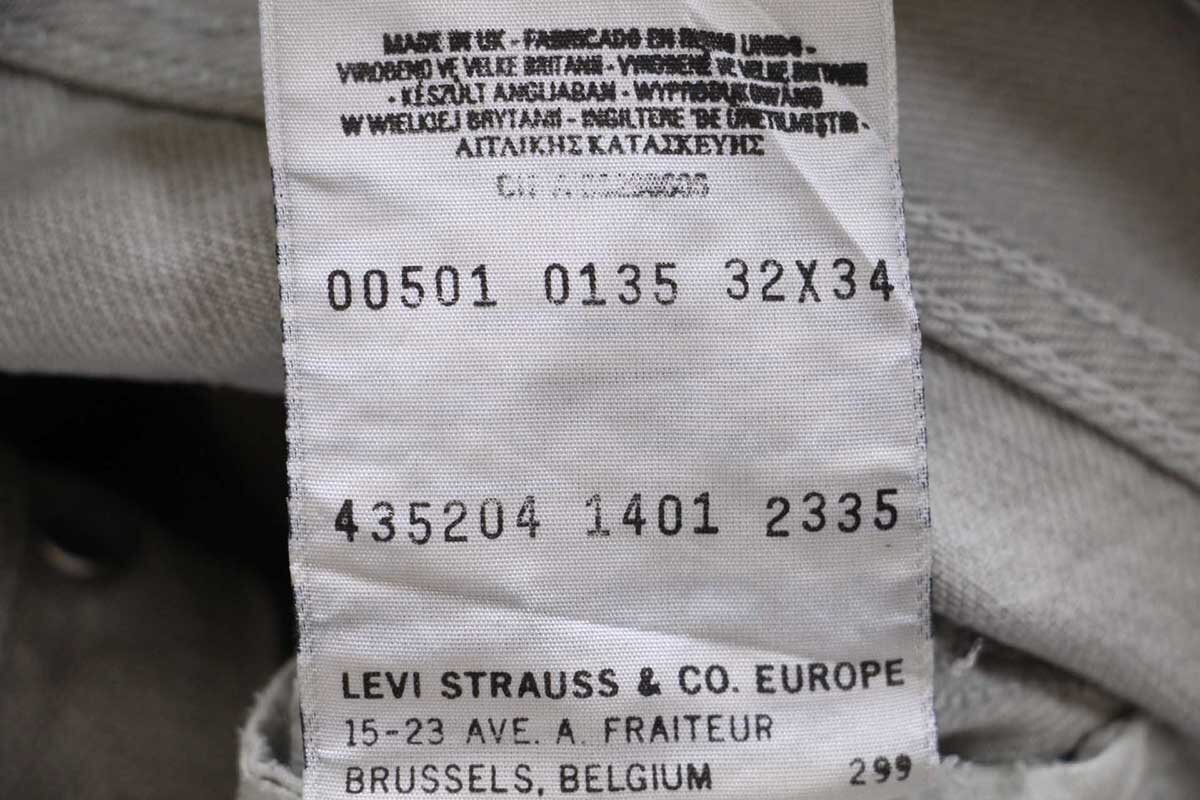 MADE IN UK - FABRICADO EN REINO UNIDO -
VYROBENO VE VELKE BRITANII - VYROBENÉ VE VELKE BRITANII
- KÉSZÜLT ANGLIABAN - WYPRODUKOWANO
W WIELKIEJ BRYTANII - INGILTERE 'DE ÜRETILMIŞTIR -
ΑΓΓΛΙΚΗΣ ΚΑΤΑΣΚΕΥΗΣ
00501 0135 32X34
435204 1401 2335
LEVI STRAUSS & CO. EUROPE
15-23 AVE. A. FRAITEUR
BRUSSELS, BELGIUM 299